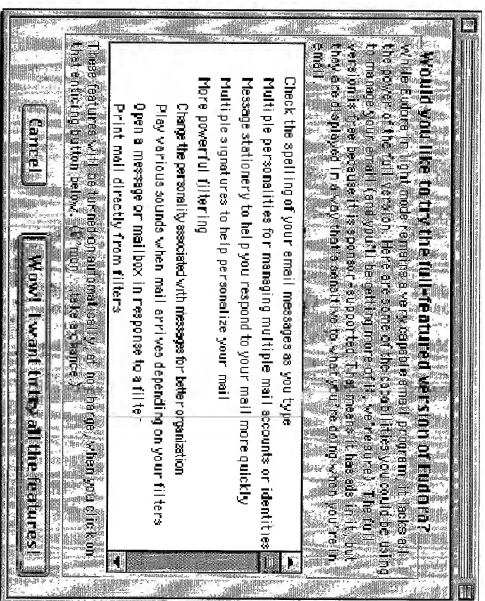 Would you like to try the full-featured version of Eudora?
While Eudora in Light mode remains a very capable email program, it lacks all
the power of the full version. Here are some of the capabilities you could be using
to manage your email (and you'll be getting more of it, we're sure). The full
version is free because it is sponsor-supported. That means it has ads in it, but
they are displayed in a way that's sensitive to what you're doing when you're in
email.
Check the spelling of your email messages as you type
Multiple personalities for managing multiple mail accounts or identities
Message stationery to help you respond to your mail more quickly
Multiple signatures to help personalize your mail
More powerful filtering
Change the personality associated with messages for better organization
Play various sounds when mail arrives depending on your filters
Open a message or mailbox in response to a filter
Print mail directly from filters
These features will be turned on automatically, at no charge, when you click on
that enticing button below. (C'mon... take a chance.)
Cancel
Wow! I want to try all the features!